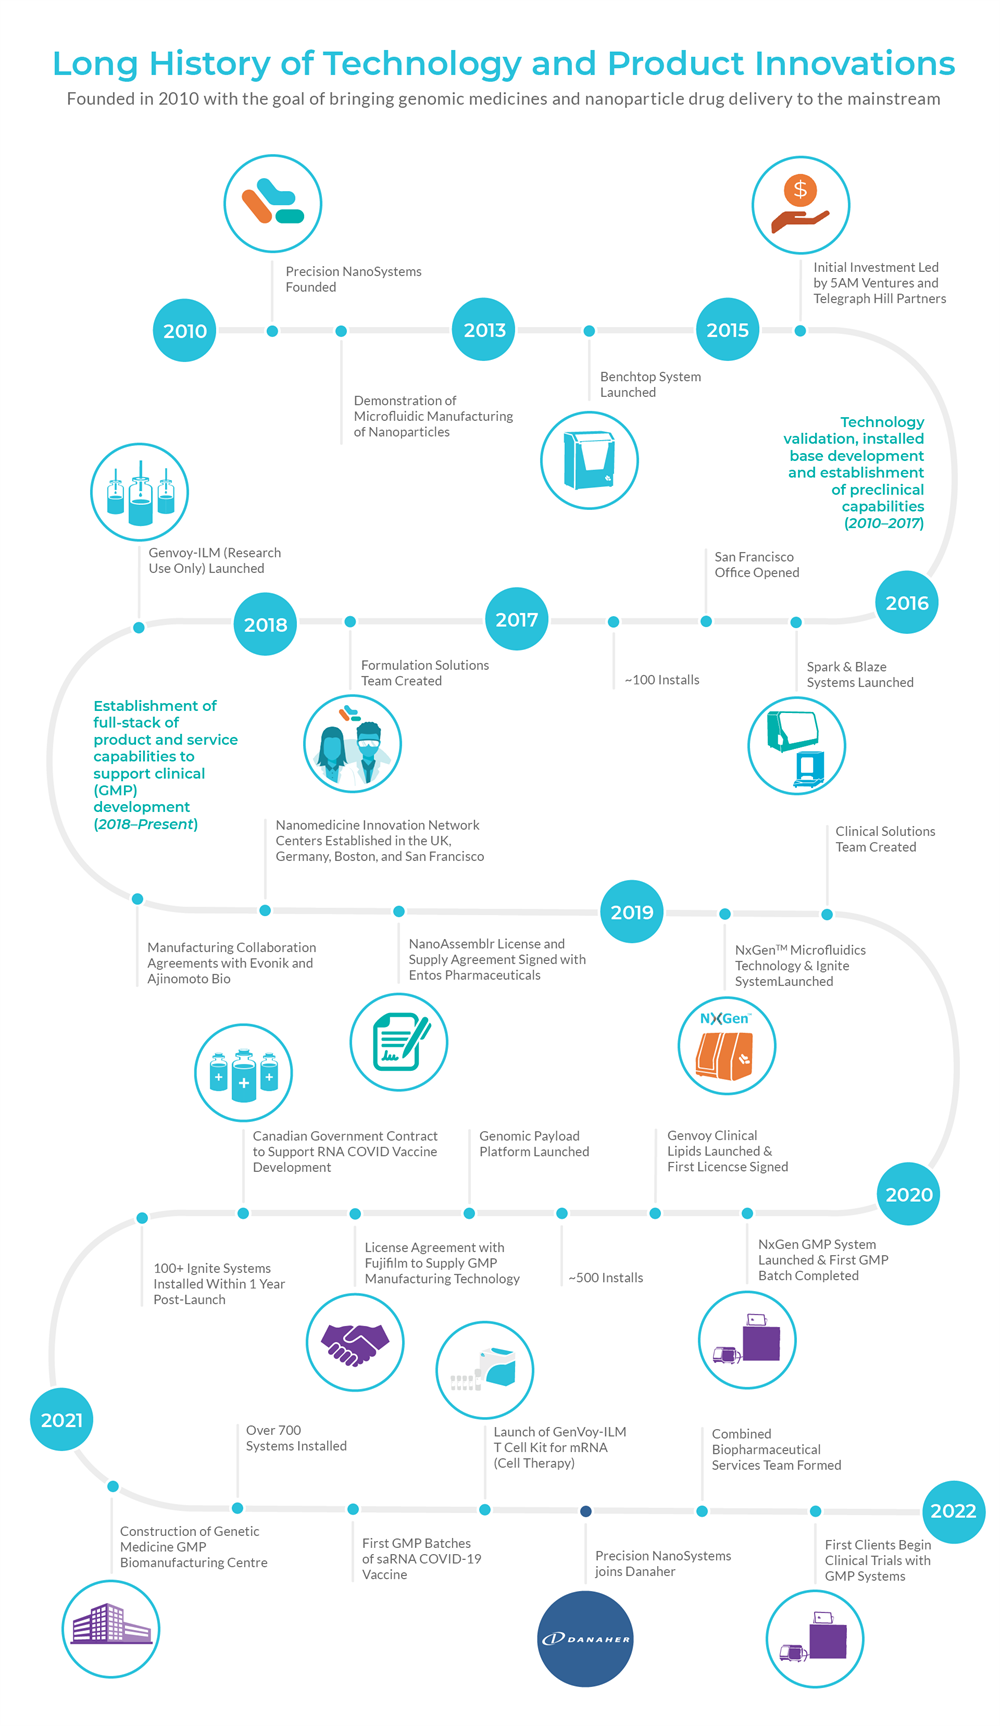 Long History of Technology and Product Innovations
Founded in 2010 with the goal of bringing genomic medicines and nanoparticle drug delivery to the mainstream
$
Precision NanoSystems
Founded
Initial Investment Led
by 5AM Ventures and
Telegraph Hill Partners
2010
2013
2015
Demonstration of
Microfluidic Manufacturing
of Nanoparticles
Benchtop System
Launched
Technology
validation, installed
base development
and establishment
of preclinical
capabilities
(2010–2017)
Genvoy-ILM (Research
Use Only) Launched
San Francisco
Office Opened
2018
2017
2016
Formulation Solutions
Team Created
~100 Installs
Spark & Blaze
Systems Launched
Establishment of
full-stack of
product and service
capabilities to
support clinical
(GMP)
development
(2018–Present)
Nanomedicine Innovation Network
Centers Established in the UK,
Germany, Boston, and San Francisco
Clinical Solutions
Team Created
2019
Manufacturing Collaboration
Agreements with Evonik and
Ajinomoto Bio
NanoAssemblr License and
Supply Agreement Signed with
Entos Pharmaceuticals
NxGen™ Microfluidics
Technology & Ignite
SystemLaunched
NXGen™
Canadian Government Contract
to Support RNA COVID Vaccine
Development
Genomic Payload
Platform Launched
Genvoy Clinical
Lipids Launched &
First Licencse Signed
2020
100+ Ignite Systems
Installed Within 1 Year
Post-Launch
License Agreement with
Fujifilm to Supply GMP
Manufacturing Technology
~500 Installs
NxGen GMP System
Launched & First GMP
Batch Completed
2021
Over 700
Systems Installed
Launch of GenVoy-ILM
T Cell Kit for mRNA
(Cell Therapy)
Combined
Biopharmaceutical
Services Team Formed
2022
Construction of Genetic
Medicine GMP
Biomanufacturing Centre
First GMP Batches
of saRNA COVID-19
Vaccine
Precision NanoSystems
joins Danaher
First Clients Begin
Clinical Trials with
GMP Systems
DANAHER